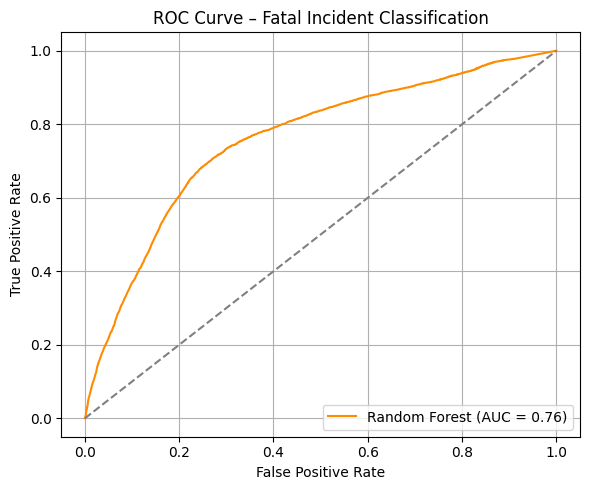 ROC Curve – Fatal Incident Classification
True Positive Rate
1.0
0.8
0.6
0.4
0.2
0.0
0.0 0.2 0.4 0.6 0.8 1.0
False Positive Rate
Random Forest (AUC = 0.76)